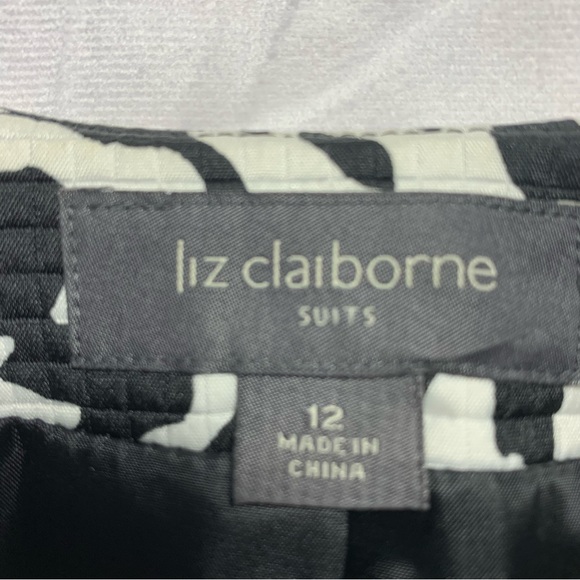 liz claiborne
SUITS
12
MADE IN
CHINA